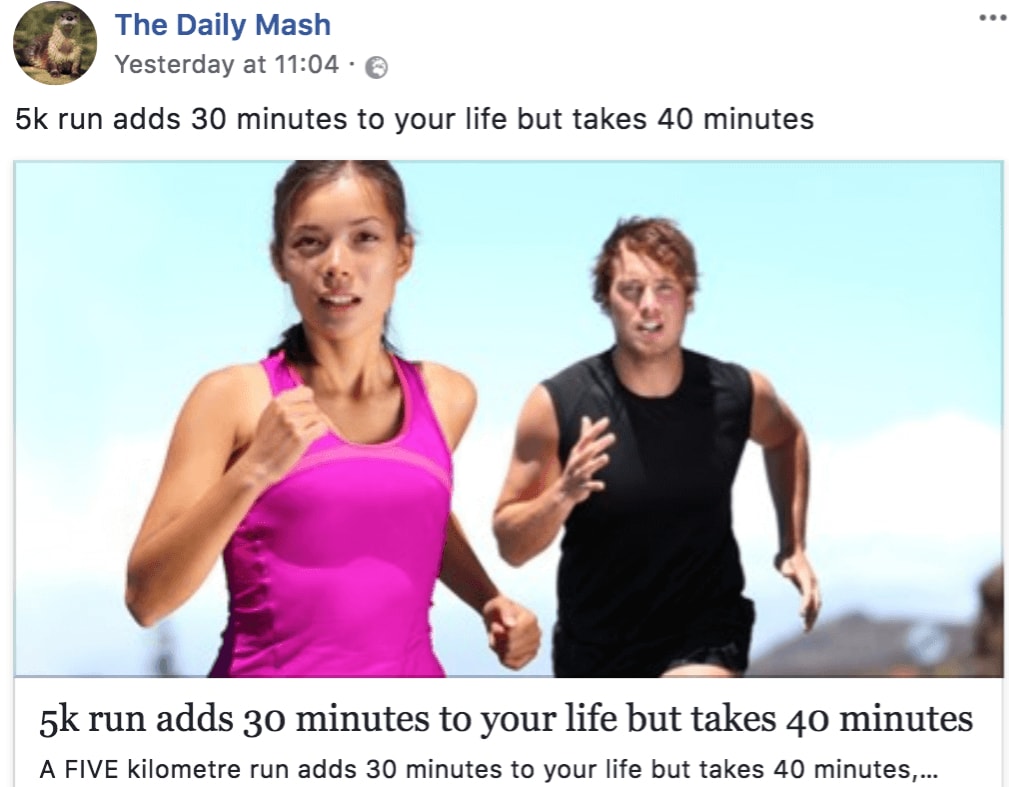 The Daily Mash
Yesterday at 11:04 ·
5k run adds 30 minutes to your life but takes 40 minutes
5k run adds 30 minutes to your life but takes 40 minutes
A FIVE kilometre run adds 30 minutes to your life but takes 40 minutes,...